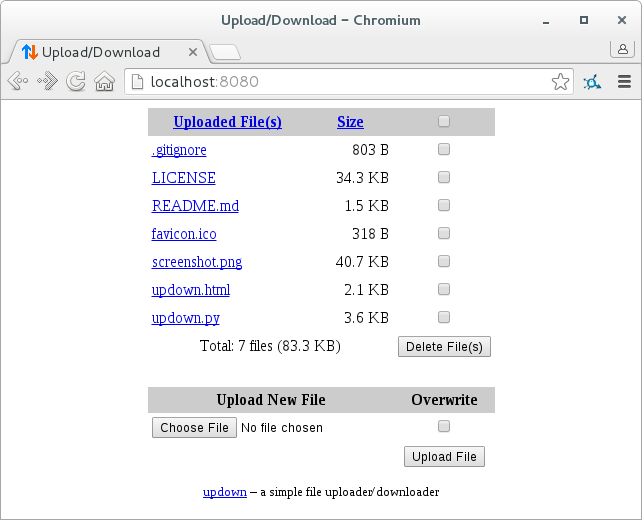 Upload/Download – Chromium
Upload/Download
localhost:8080
Uploaded File(s) Size
.gitignore 803 B
LICENSE 34.3 KB
README.md 1.5 KB
favicon.ico 318 B
screenshot.png 40.7 KB
updown.html 2.1 KB
updown.py 3.6 KB
Total: 7 files (83.3 KB) Delete File(s)
Upload New File Overwrite
Choose File No file chosen
Upload File
updown – a simple file uploader/downloader